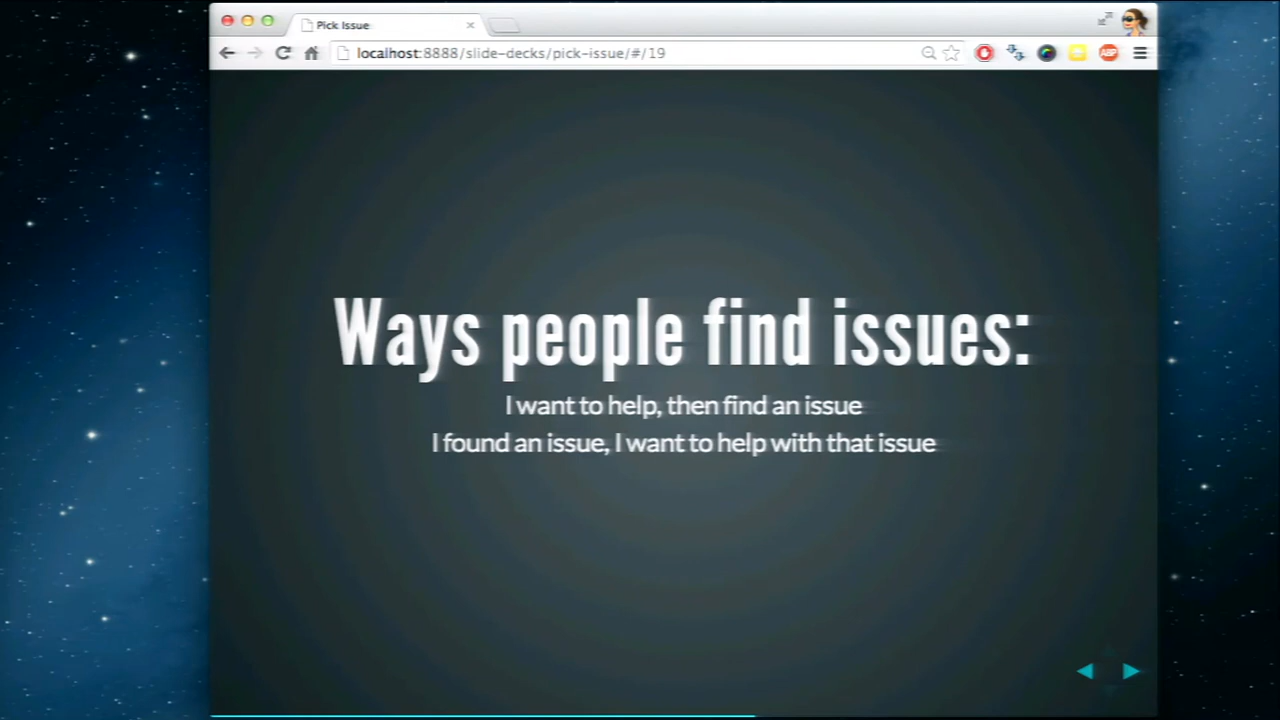 Pick Issue
localhost:8888/slide-decks/pick-issue/#/19
ABP
Ways people find issues:
I want to help, then find an issue
I found an issue, I want to help with that issue